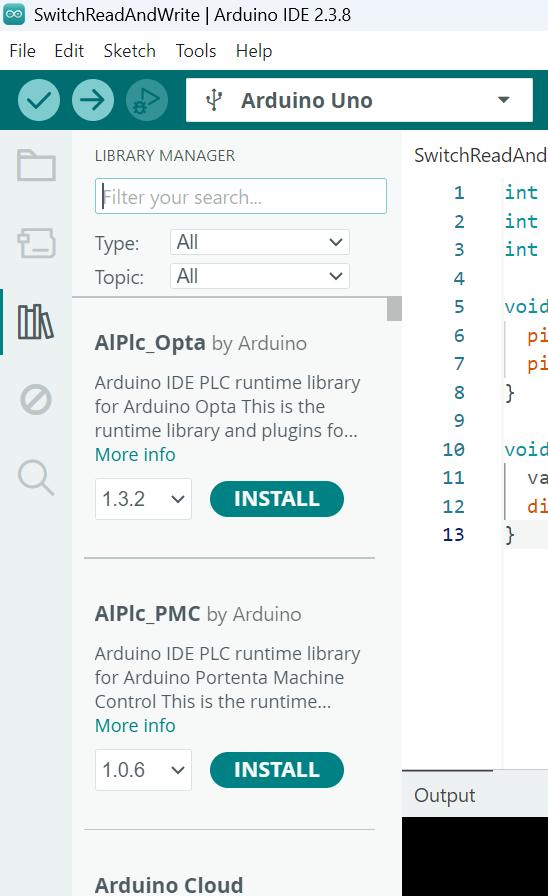 SwitchReadAndWrite | Arduino IDE 2.3.8
File Edit Sketch Tools Help
Arduino Uno
LIBRARY MANAGER
Filter your search...
Type: All
Topic: All
AlPlc_Opta by Arduino
Arduino IDE PLC runtime library
for Arduino Opta This is the
runtime library and plugins fo...
More info
1.3.2 INSTALL
AlPlc_PMC by Arduino
Arduino IDE PLC runtime library
for Arduino Portenta Machine
Control This is the runtime...
More info
1.0.6 INSTALL
Arduino Cloud
SwitchReadAnd
1 int
2 int
3 int
4
5 void
6 pi
7 pi
8 }
9
10 void
11 va
12 di
13 }
Output